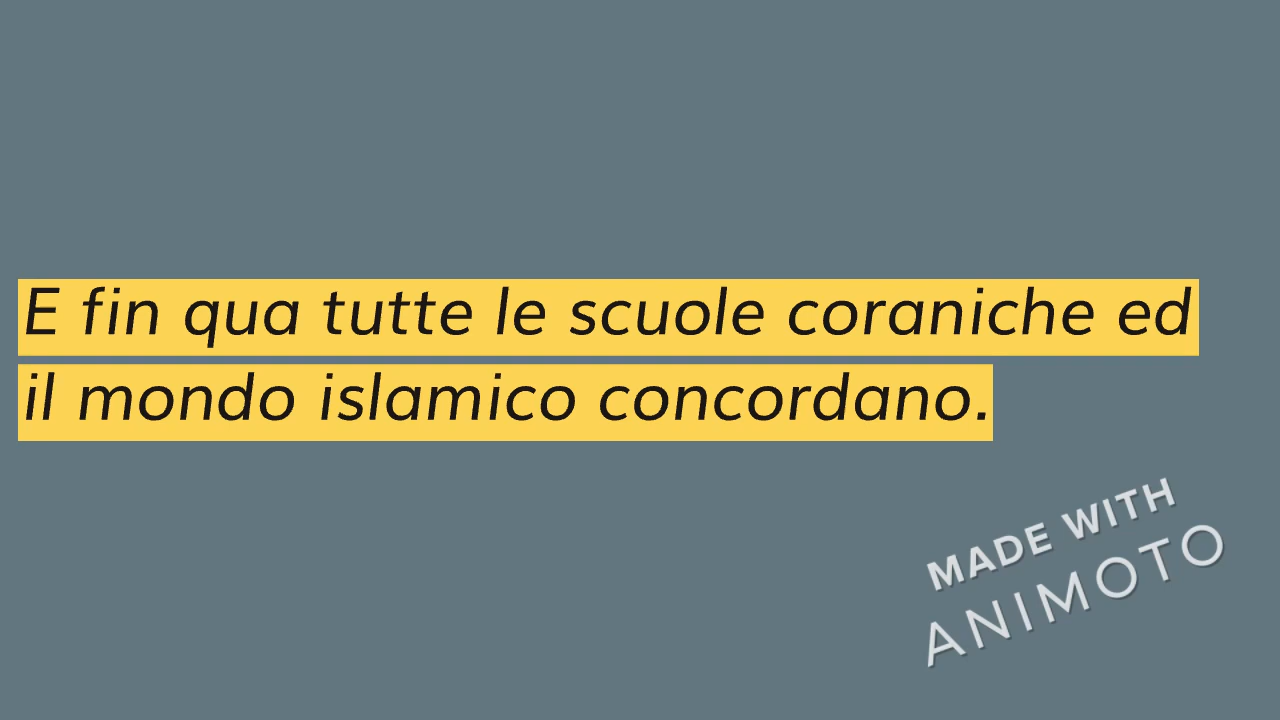 E fin qua tutte le scuole coraniche ed
il mondo islamico concordano.
MADE WITH
ANIMOTO